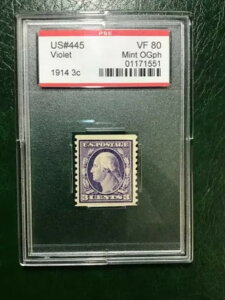 PSE
US#445
VF 80
Violet
Mint OGph
01171551
1914 3c
U.S. POSTAGE
3 CENTS 3